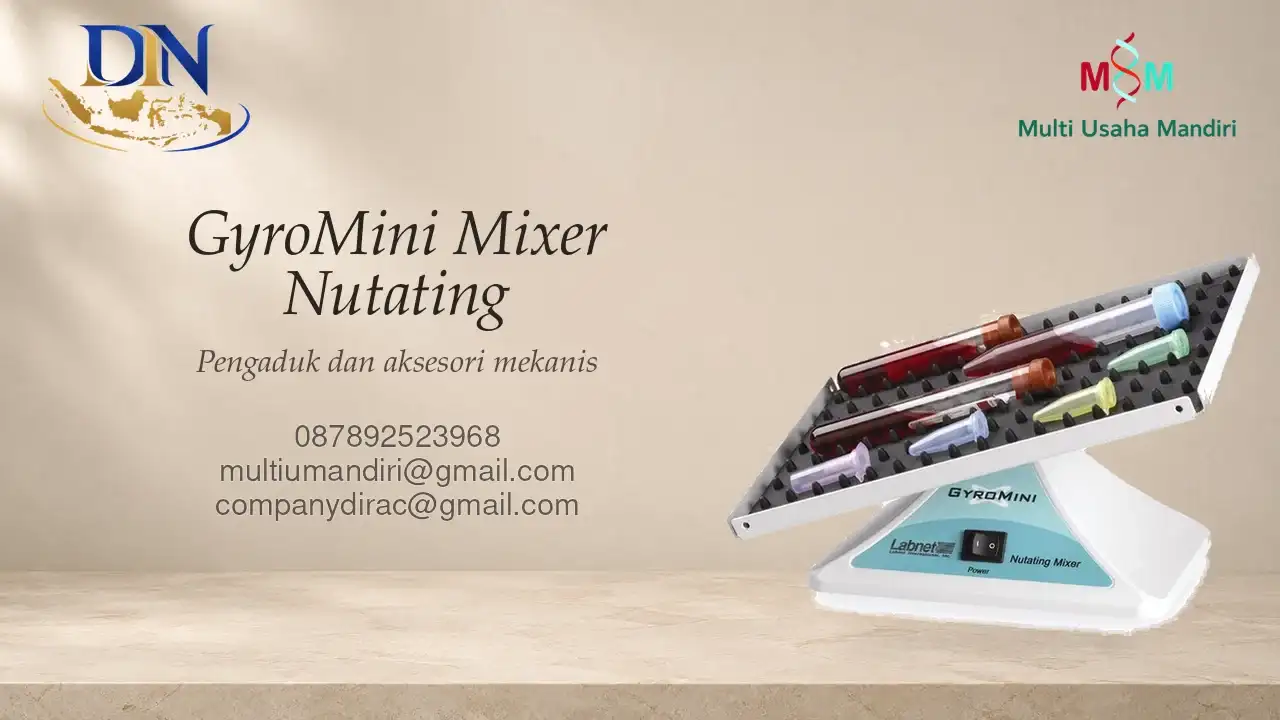 DIN
M M
Multi Usaha Mandiri
GyroMini Mixer
Nutating
Pengaduk dan aksesori mekanis
087892523968
multiumandiri@gmail.com
companydirac@gmail.com
GYROMINI
Labnet
Nutating Mixer
Power